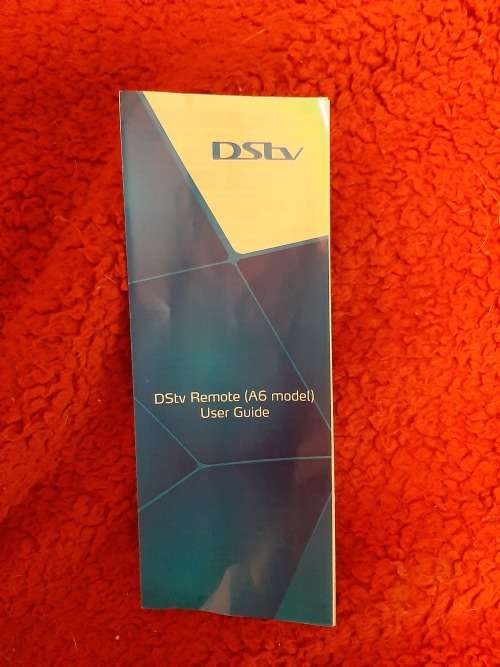 DStv
DStv Remote (A6 model)
User Guide